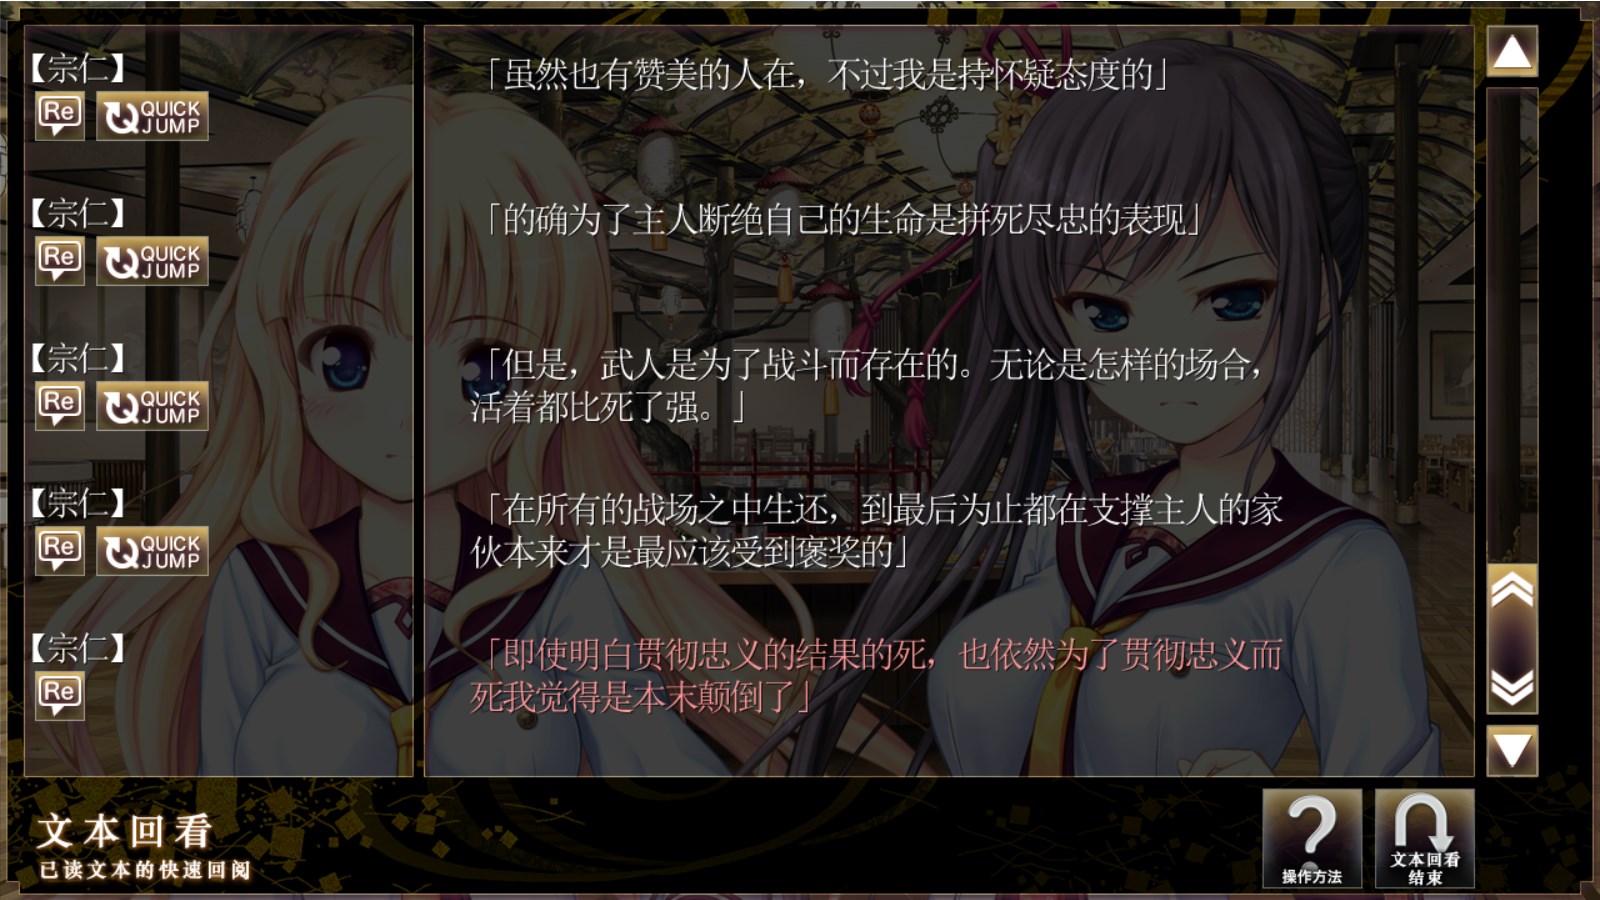 【宗仁】
「虽然也有赞美的人在，不过我是持怀疑态度的」
Re
QUICK
JUMP
【宗仁】
「的确为了主人断绝自己的生命是拼死尽忠的表现」
Re
QUICK
JUMP
【宗仁】
「但是，武人是为了战斗而存在的。无论是怎样的场合，
活着都比死了强。」
Re
QUICK
JUMP
【宗仁】
「在所有的战场之中生还，到最后为止都在支撑主人的家
伙本来才是最应该受到褒奖的」
Re
QUICK
JUMP
【宗仁】
「即使明白贯彻忠义的结果的死，也依然为了贯彻忠义而
死我觉得是本末颠倒了」
Re
文本回看
已读文本的快速回阅
?
操作方法
文本回看
结束